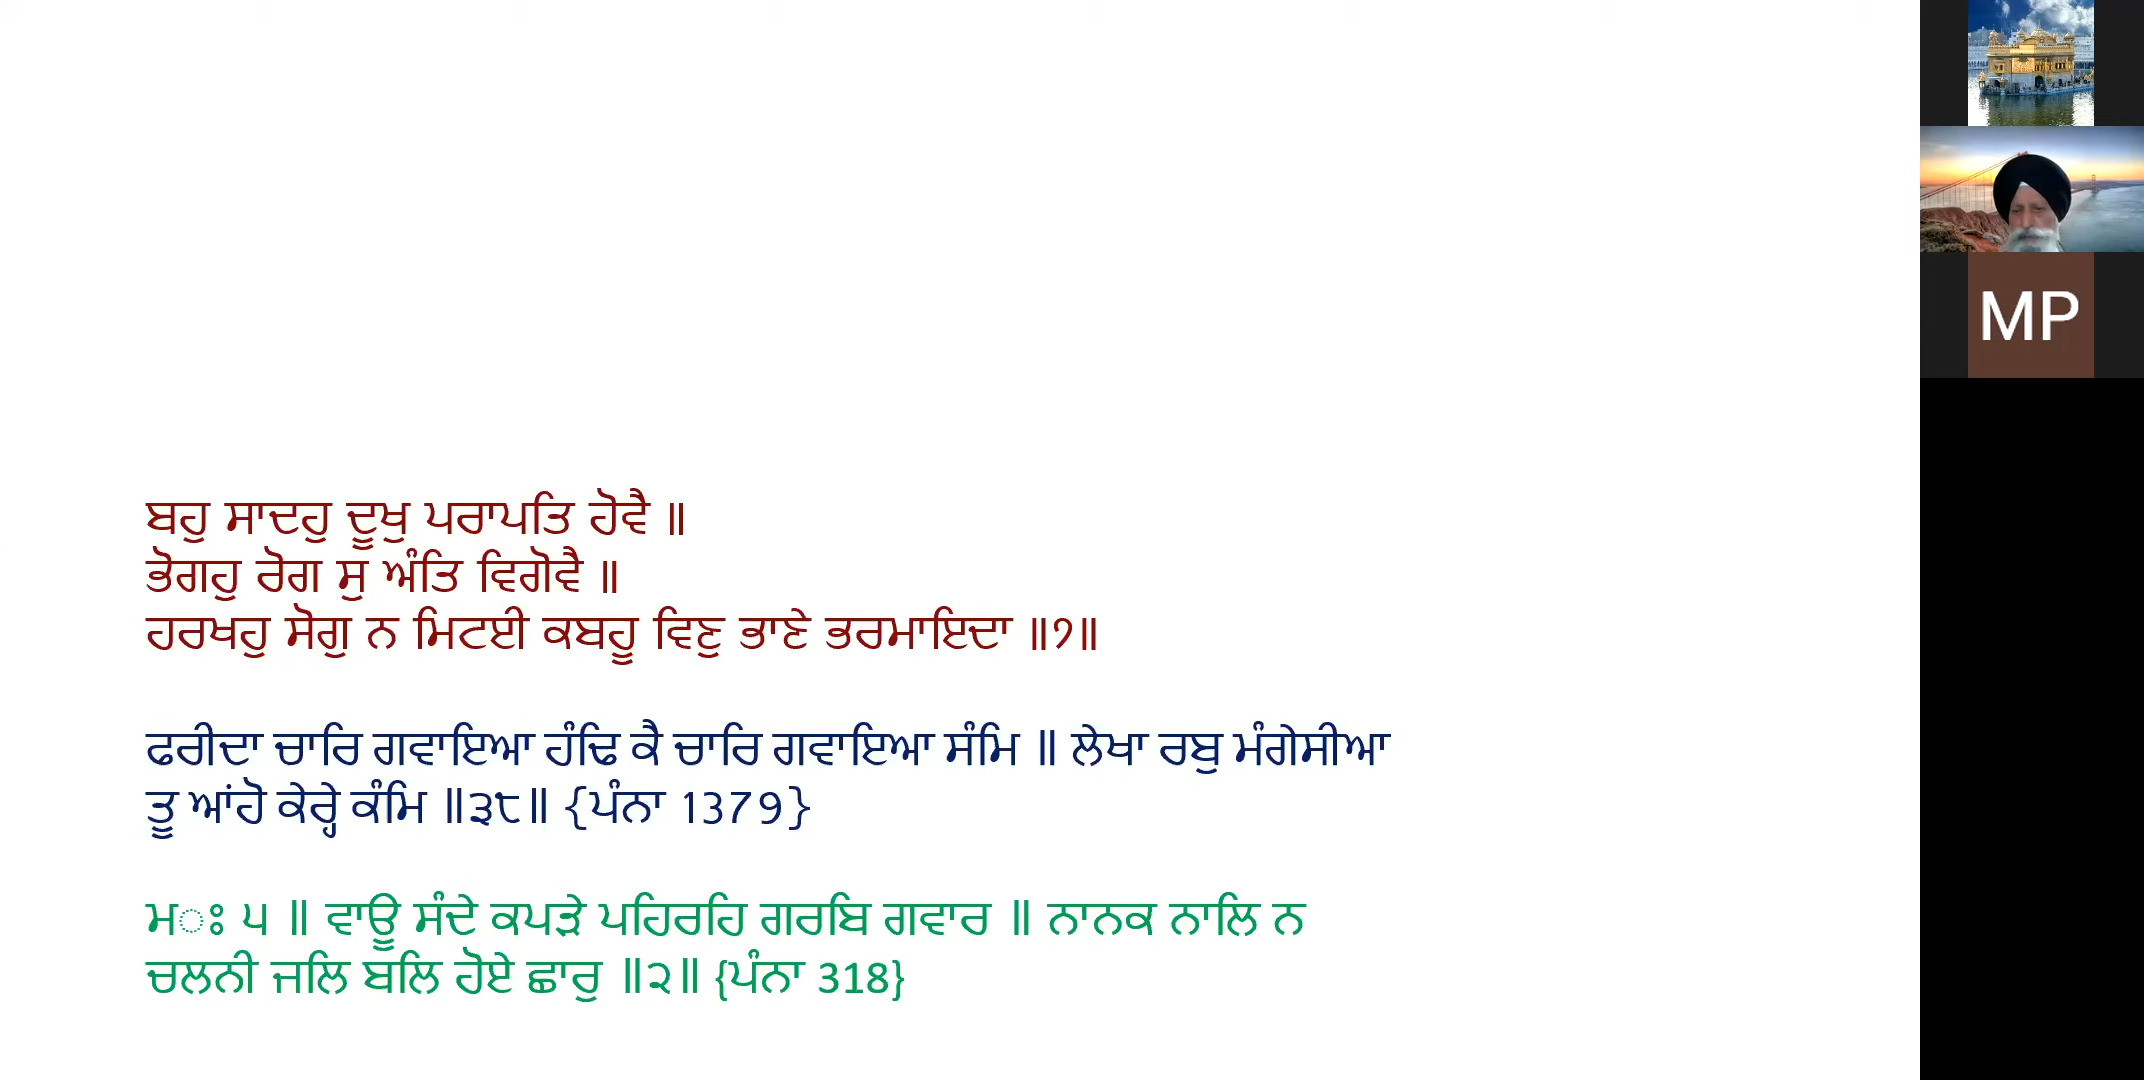 ਬਹੁ ਸਾਦਹੁ ਦੂਖੁ ਪਰਾਪਤਿ ਹੋਵੈ ॥
ਭੋਗਹੁ ਰੋਗ ਸੁ ਅੰਤਿ ਵਿਗੋਵੈ ॥
ਹਰਖਹੁ ਸੋਗੁ ਨ ਮਿਟਈ ਕਬਹੂ ਵਿਣੁ ਭਾਣੇ ਭਰਮਾਇਦਾ ॥੭॥
ਫਰੀਦਾ ਚਾਰਿ ਗਵਾਇਆ ਹੰਢਿ ਕੈ ਚਾਰਿ ਗਵਾਇਆ ਸੰਮਿ ॥ ਲੇਖਾ ਰਬੁ ਮੰਗੇਸੀਆ
ਤੂ ਆਂਹੋ ਕੇਰ੍ਹੇ ਕੰਮਿ ॥੩੮॥ {ਪੰਨਾ 1379}
ਮਃ ੫ ॥ ਵਾਊ ਸੰਦੇ ਕਪੜੇ ਪਹਿਰਹਿ ਗਰਬਿ ਗਵਾਰ ॥ ਨਾਨਕ ਨਾਲਿ ਨ
ਚਲਨੀ ਜਲਿ ਬਲਿ ਹੋਏ ਛਾਰੁ ॥੨॥ {ਪੰਨਾ 318}
MP